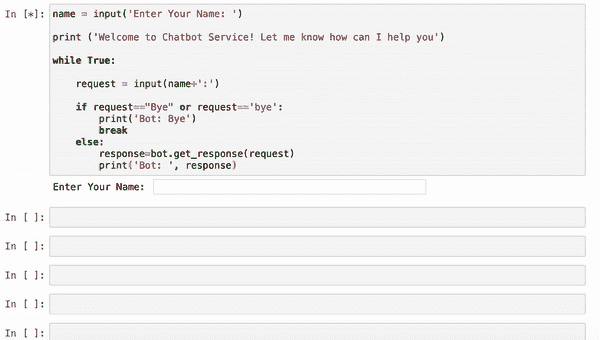 In [*]: name = input('Enter Your Name: ')
print ('Welcome to Chatbot Service! Let me know how can I help you')
while True:
request = input(name+':')
if request=="Bye" or request=='bye':
print('Bot: Bye')
break
else:
response=bot.get_response(request)
print('Bot: ', response)
Enter Your Name:
In [ ]:
In [ ]:
In [ ]:
In [ ]:
In [ ]: